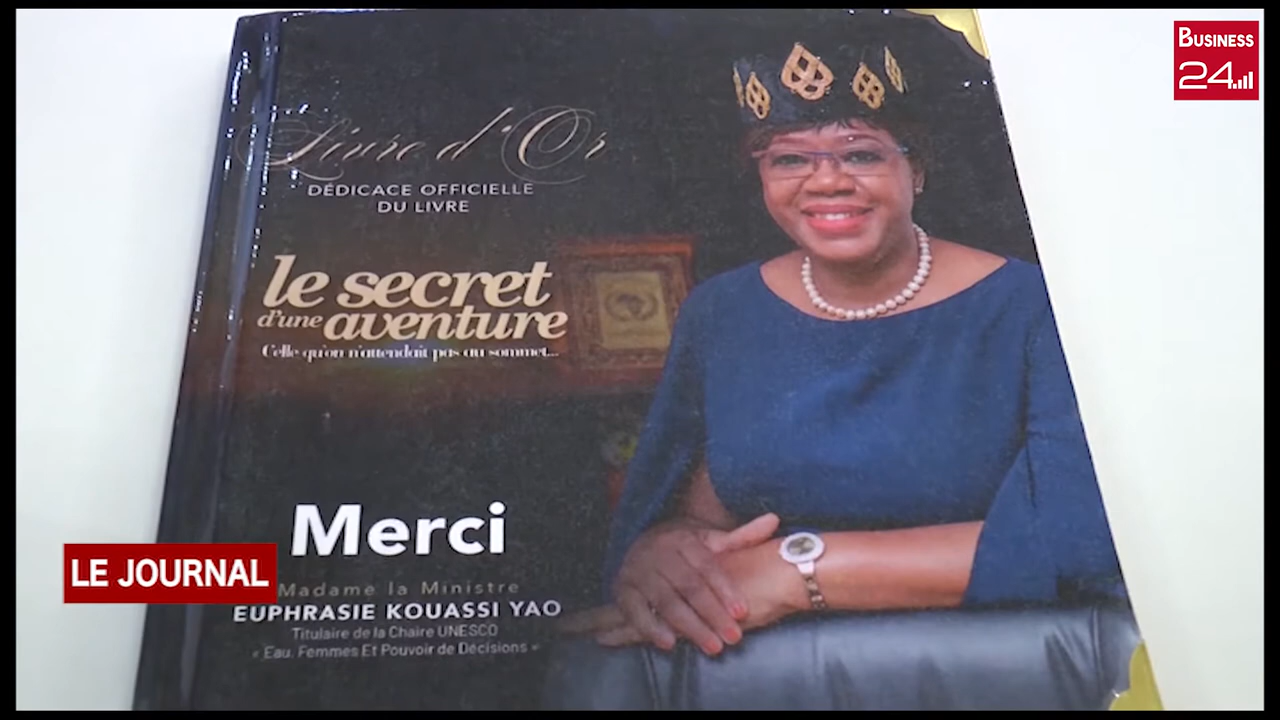 Business
24
Livre d'Or
DÉDICACE OFFICIELLE
DU LIVRE
le secret
d'une aventure
Celle qu'on n'attendait pas au sommet...
Merci
LE JOURNAL
Madame la Ministre
EUPHRASIE KOUASSI YAO
Titulaire de la Chaire UNESCO
« Eau, Femmes Et Pouvoir de Décisions »